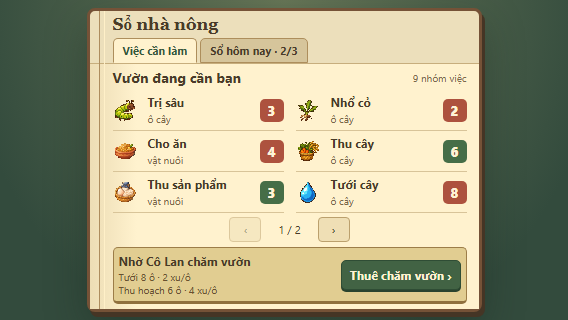 Sổ nhà nông
Việc cần làm
Sổ hôm nay · 2/3
Vườn đang cần bạn
9 nhóm việc
Trị sâu
ô cây
3
Nhổ cỏ
ô cây
2
Cho ăn
vật nuôi
4
Thu cây
ô cây
6
Thu sản phẩm
vật nuôi
3
Tưới cây
ô cây
8
‹
1 / 2
›
Nhờ Cô Lan chăm vườn
Tưới 8 ô · 2 xu/ô
Thu hoạch 6 ô · 4 xu/ô
Thuê chăm vườn ›